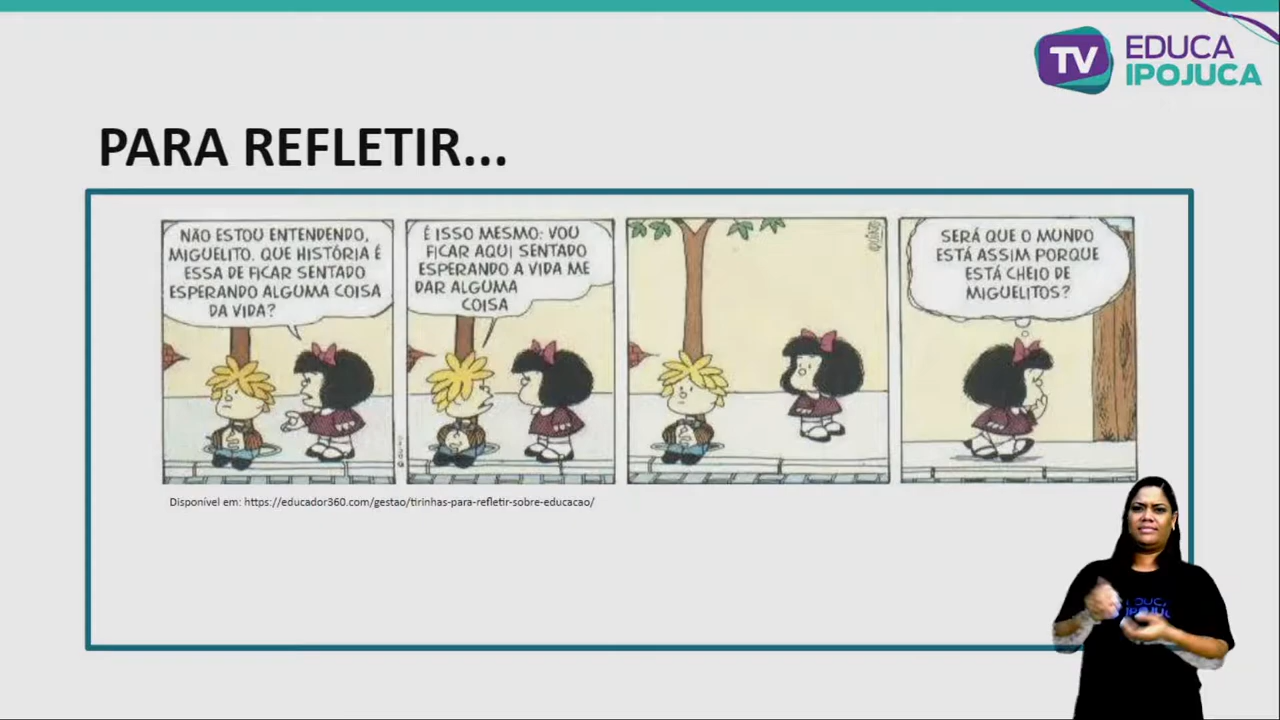 TV EDUCA
IPOJUCA
PARA REFLETIR...
NÃO ESTOU ENTENDENDO,
MIGUELITO. QUE HISTÓRIA É
ESSA DE FICAR SENTADO
ESPERANDO ALGUMA COISA
DA VIDA?
É ISSO MESMO: VOU
FICAR AQUI SENTADO
ESPERANDO A VIDA ME
DAR ALGUMA
COISA
SERÁ QUE O MUNDO
ESTÁ ASSIM PORQUE
ESTÁ CHEIO DE
MIGUELITOS?
Disponível em: https://educador360.com/gestao/tirinhas-para-refletir-sobre-educacao/